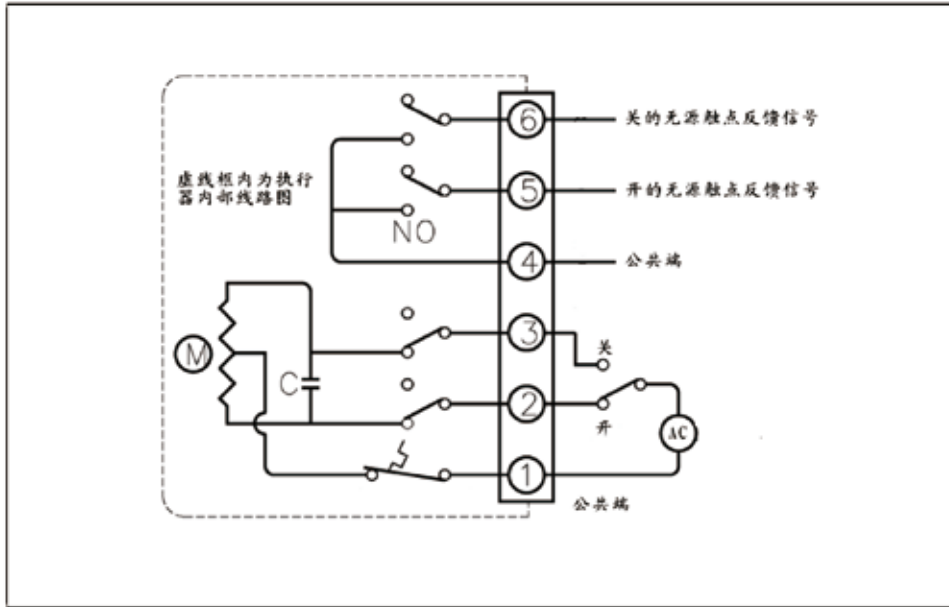 ⑥ 关的无源触点反馈信号
虚线框内为执行
器内部线路图
⑤ 开的无源触点反馈信号
NO
④ 公共端
③
关
M
C
②
开
AC
①
公共端